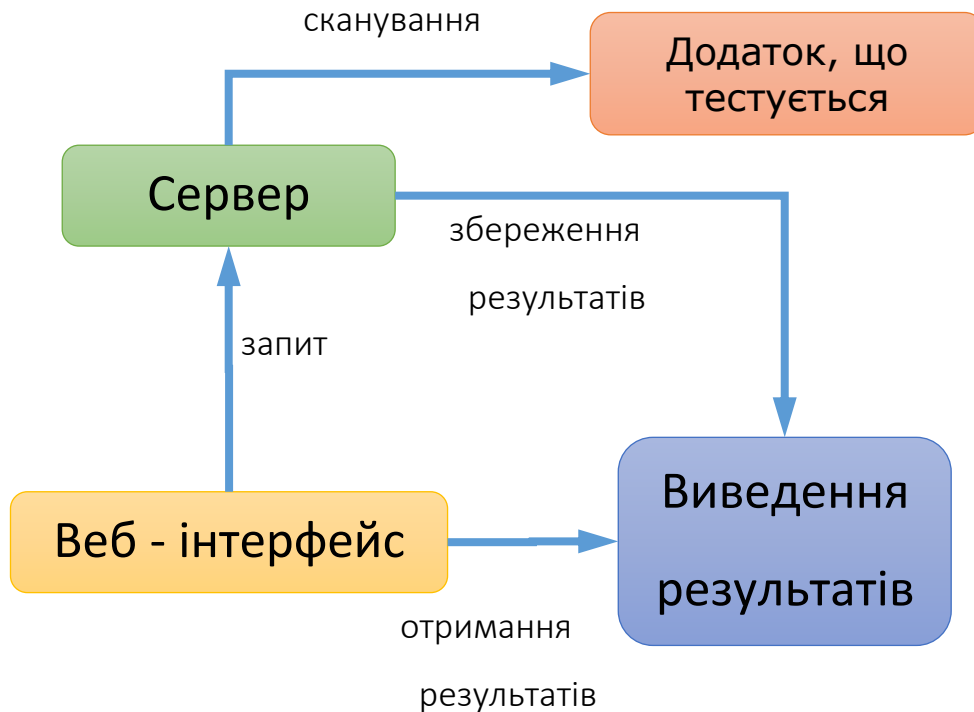 сканування
Додаток, що
тестується
Сервер
збереження
результатів
запит
Виведення
результатів
Веб - інтерфейс
отримання
результатів